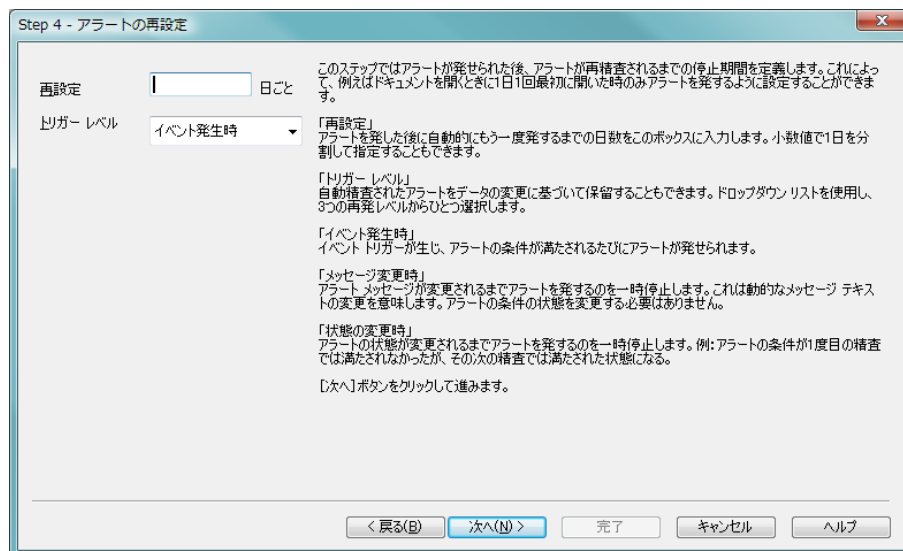 Step 4 - アラートの再設定
再設定
日ごと
トリガー レベル
イベント発生時
このステップではアラートが発せられた後、アラートが再精査されるまでの停止期間を定義します。これによっ
て、例えばドキュメントを開くときに1日1回最初に開いた時のみアラートを発するように設定することができま
す。
「再設定」
アラートを発した後に自動的にもう一度発するまでの日数をこのボックスに入力します。小数値で1日を分
割して指定することもできます。
「トリガー レベル」
自動精査されたアラートをデータの変更に基づいて保留することもできます。ドロップダウン リストを使用し、
3つの再発レベルからひとつ選択します。
「イベント発生時」
イベント トリガーが生じ、アラートの条件が満たされるたびにアラートが発せられます。
「メッセージ変更時」
アラート メッセージが変更されるまでアラートを発するのを一時停止します。これは動的なメッセージ テキス
トの変更を意味します。アラートの条件の状態を変更する必要はありません。
「状態の変更時」
アラートの状態が変更されるまでアラートを発するのを一時停止します。例: アラートの条件が1度目の精査
では満たされなかったが、その次の精査では満たされた状態になる。
[次へ]ボタンをクリックして進みます。
< 戻る(B)
次へ(N) >
完了
キャンセル
ヘルプ